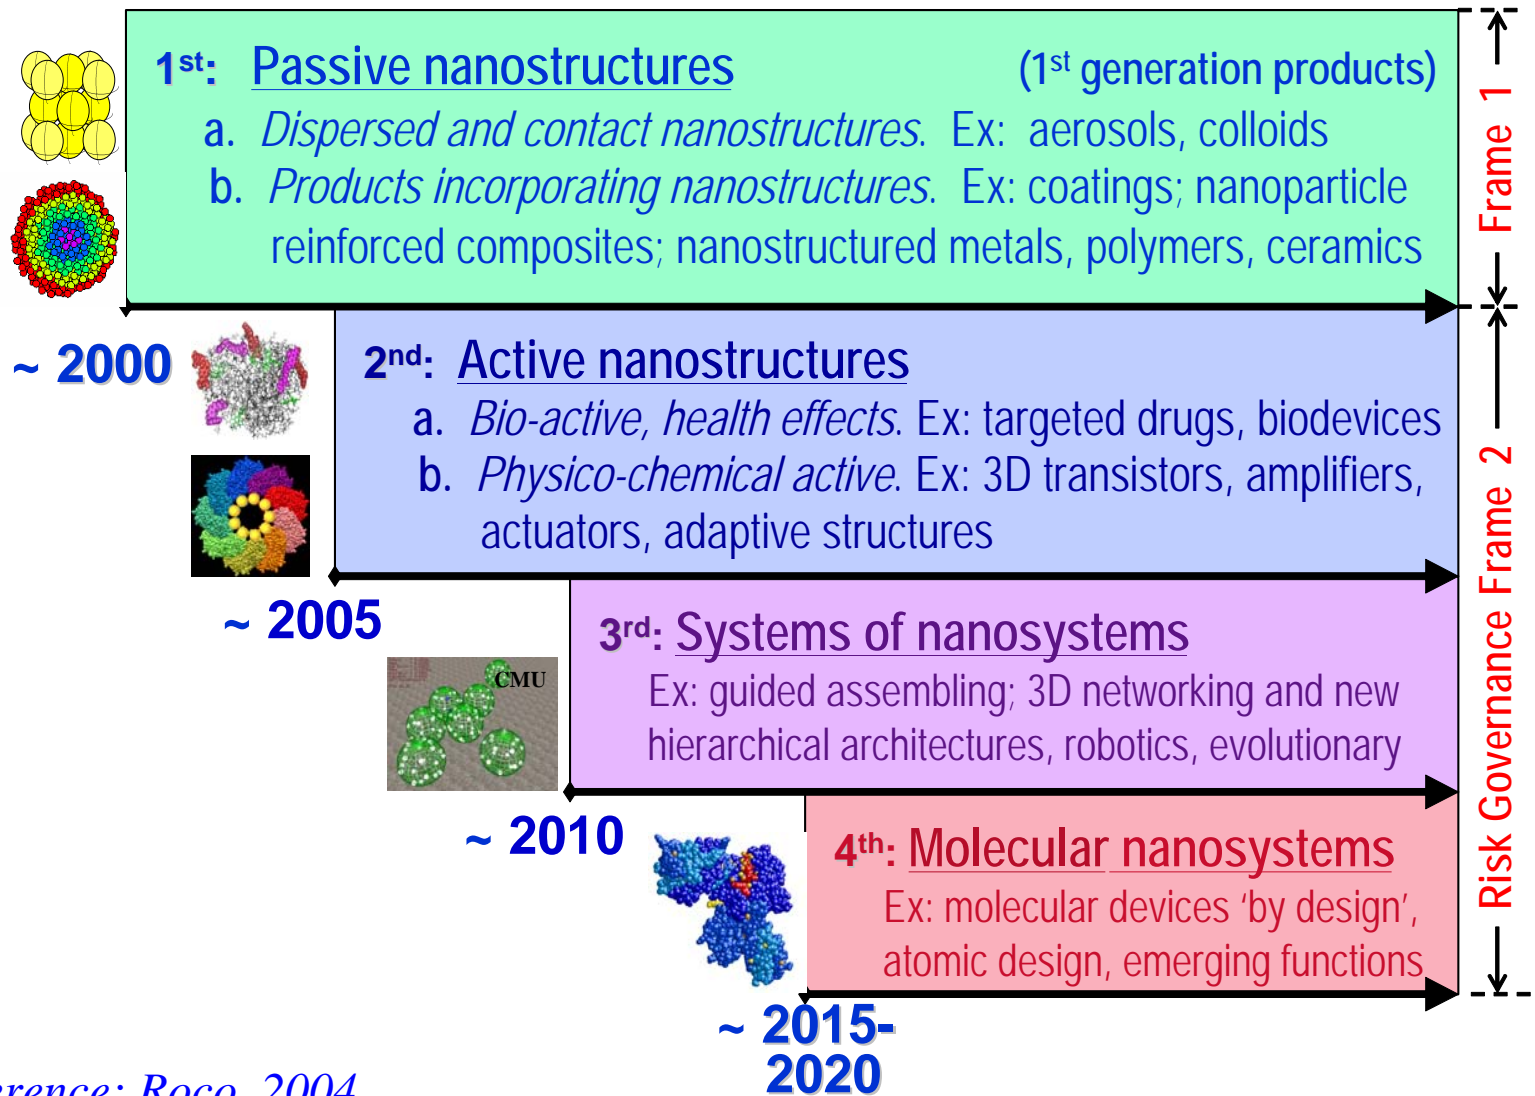 1st: Passive nanostructures (1st generation products)
a. Dispersed and contact nanostructures. Ex: aerosols, colloids
b. Products incorporating nanostructures. Ex: coatings; nanoparticle
reinforced composites; nanostructured metals, polymers, ceramics
Frame 1
~ 2000
2nd: Active nanostructures
a. Bio-active, health effects. Ex: targeted drugs, biodevices
b. Physico-chemical active. Ex: 3D transistors, amplifiers,
actuators, adaptive structures
~ 2005
CMU
3rd: Systems of nanosystems
Ex: guided assembling; 3D networking and new
hierarchical architectures, robotics, evolutionary
Risk Governance Frame 2
~ 2010
4th: Molecular nanosystems
Ex: molecular devices ‘by design’,
atomic design, emerging functions
~ 2015-
2020
erence: Roco, 2004